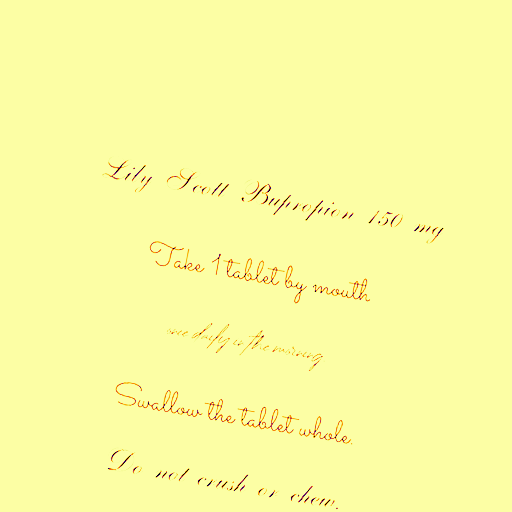 Lily Scott Bupropion 150 mg
Take 1 tablet by mouth
once daily in the morning
Swallow the tablet whole.
Do not crush or chew.